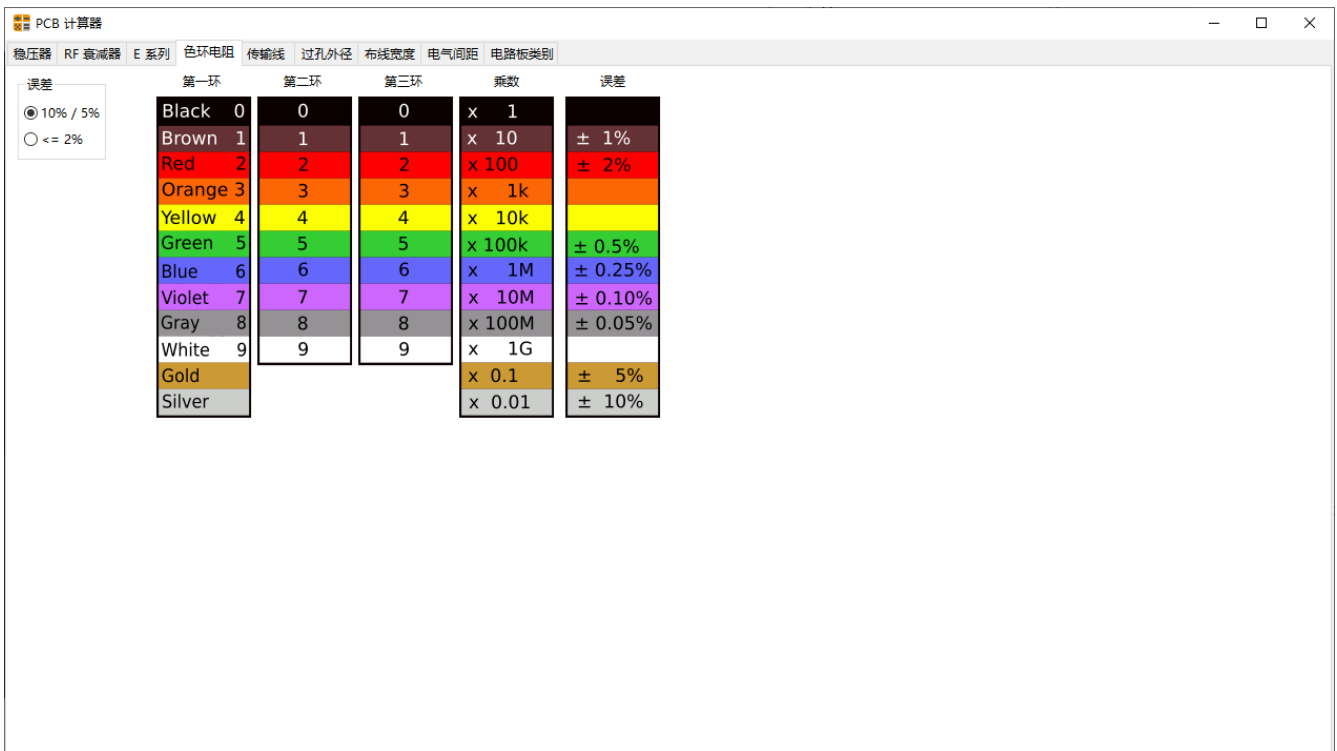 PCB 计算器
稳压器 RF 衰减器 E 系列 色环电阻 传输线 过孔外径 布线宽度 电气间距 电路板类别
误差 第一环 第二环 第三环 乘数 误差
10% / 5%
<= 2%
Black 0 0 0 x 1
Brown 1 1 1 x 10 ± 1%
Red 2 2 2 x 100 ± 2%
Orange 3 3 3 x 1k
Yellow 4 4 4 x 10k
Green 5 5 5 x 100k ± 0.5%
Blue 6 6 6 x 1M ± 0.25%
Violet 7 7 7 x 10M ± 0.10%
Gray 8 8 8 x 100M ± 0.05%
White 9 9 9 x 1G
Gold x 0.1 ± 5%
Silver x 0.01 ± 10%